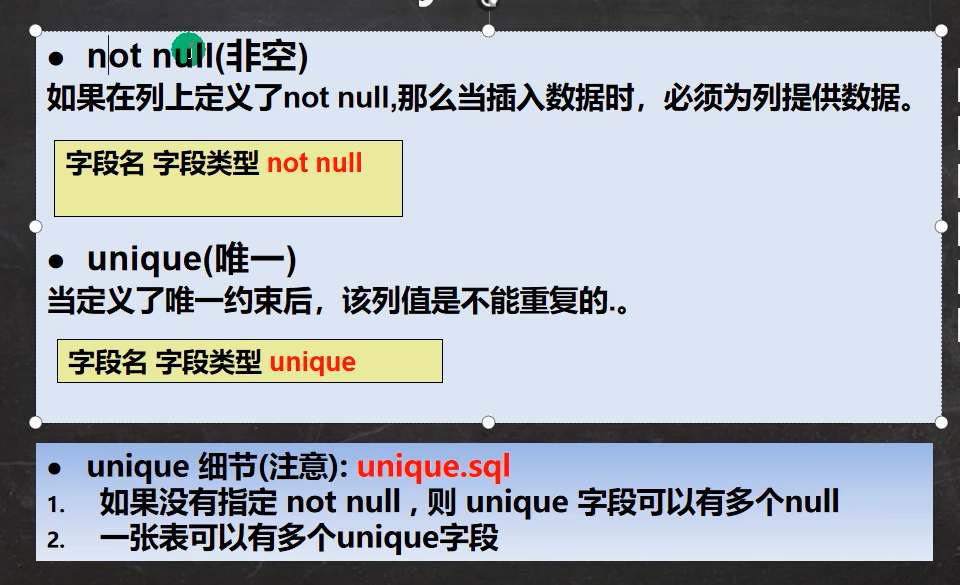 ● not null(非空)
如果在列上定义了not null,那么当插入数据时，必须为列提供数据。
字段名 字段类型 not null
● unique(唯一)
当定义了唯一约束后，该列值是不能重复的.。
字段名 字段类型 unique
● unique 细节(注意): unique.sql
1. 如果没有指定 not null , 则 unique 字段可以有多个null
2. 一张表可以有多个unique字段